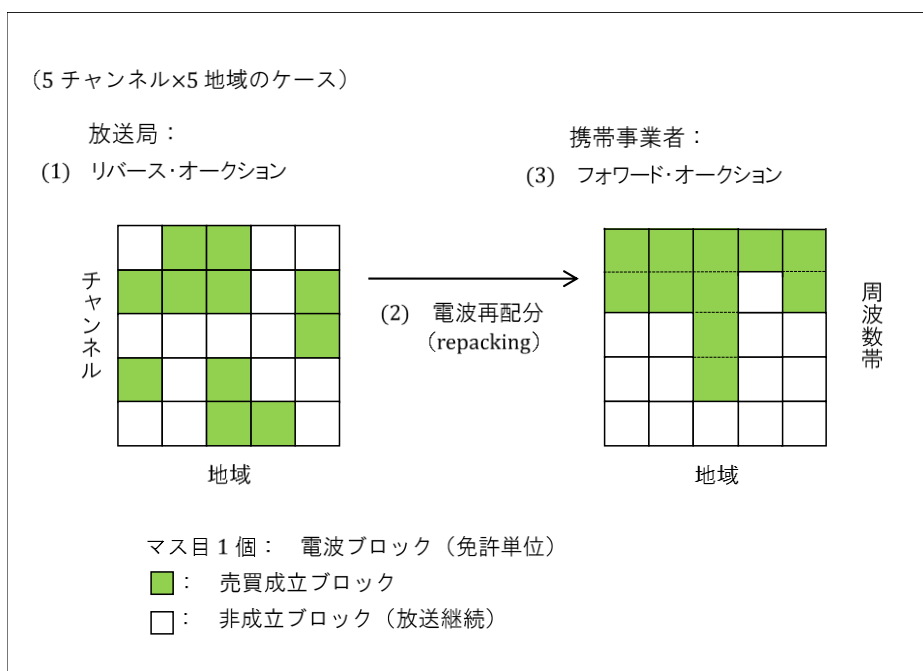 （5 チャンネル×5 地域のケース）
放送局：
(1) リバース・オークション
携帯事業者：
(3) フォワード・オークション
チャンネル
(2) 電波再配分
（repacking）
周波数帯
地域
地域
マス目 1 個： 電波ブロック（免許単位）
： 売買成立ブロック
： 非成立ブロック（放送継続）